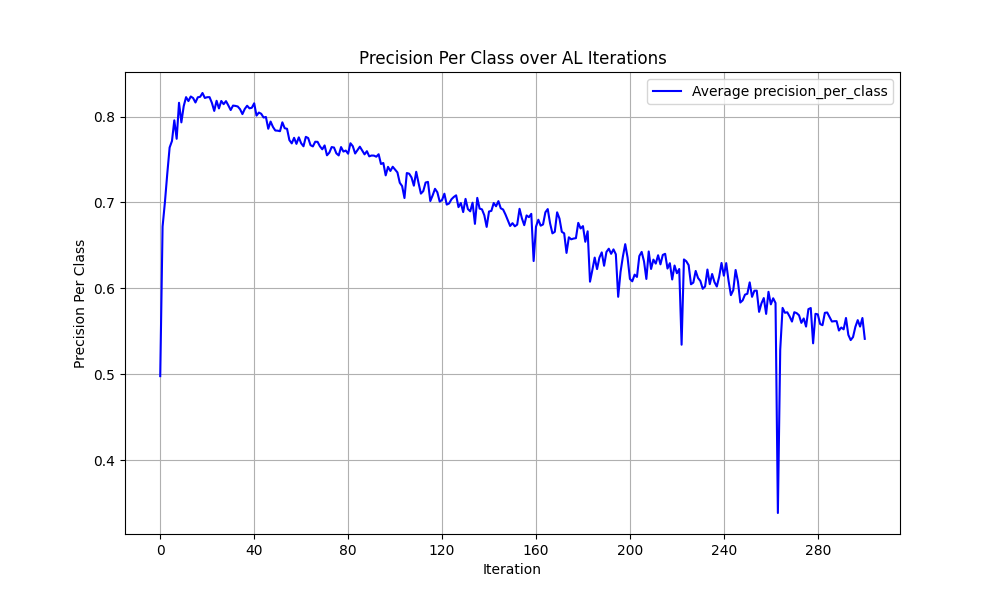 Precision Per Class over AL Iterations
Average precision_per_class
Precision Per Class
0.8
0.7
0.6
0.5
0.4
0 40 80 120 160 200 240 280
Iteration